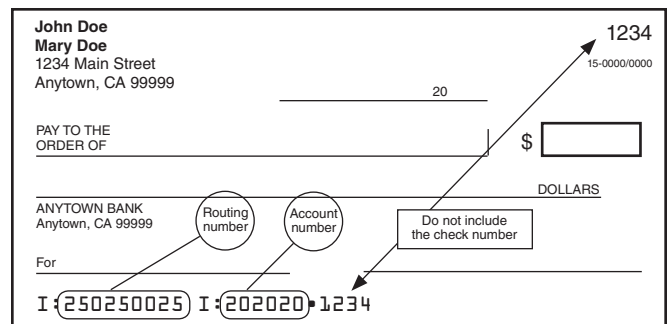 John Doe
Mary Doe
1234 Main Street
Anytown, CA 99999
1234
15-0000/0000
20
PAY TO THE
ORDER OF
$
DOLLARS
ANYTOWN BANK
Anytown, CA 99999
Routing
number
Account
number
Do not include
the check number
For
I:250250025 I:202020 1234